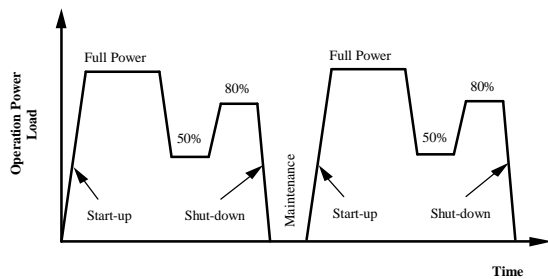 Operation Power
Load
Full Power
50%
80%
Start-up
Shut-down
Maintenance
Full Power
50%
80%
Start-up
Shut-down
Time